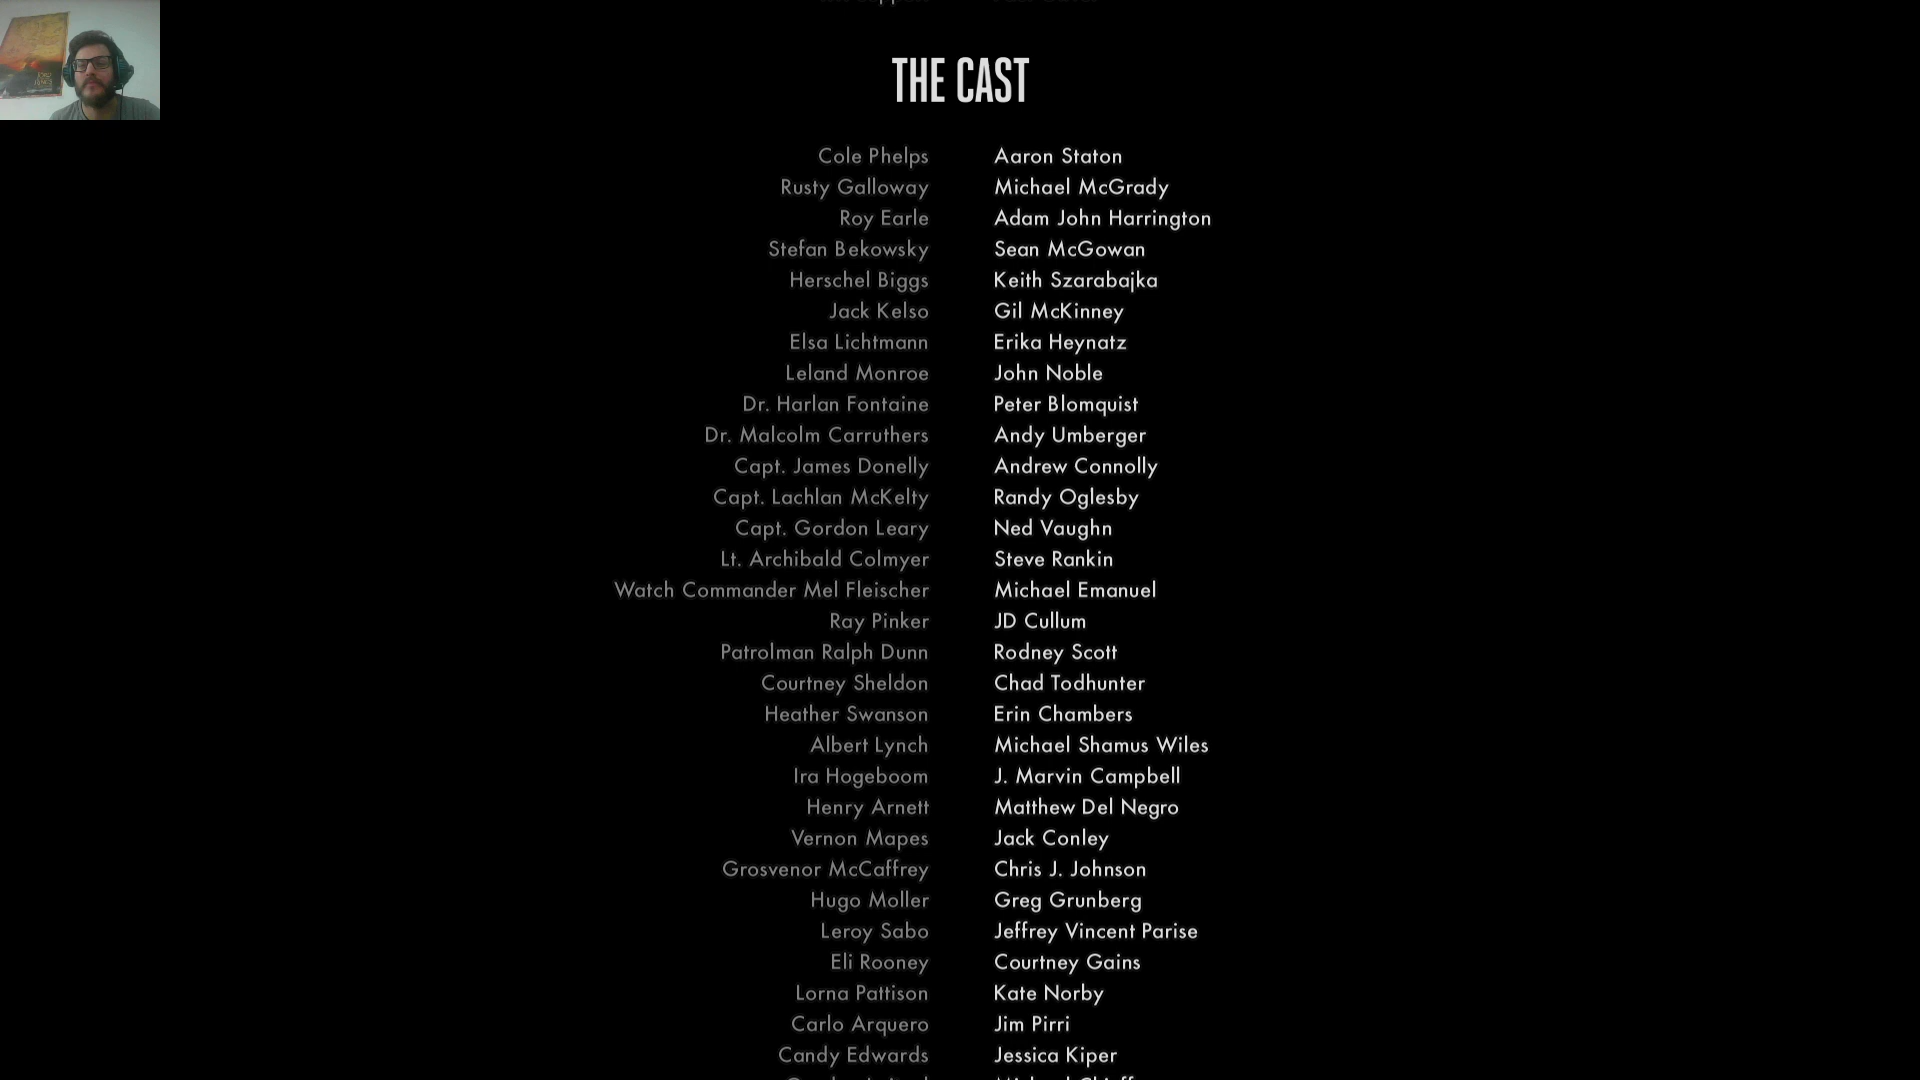 THE CAST
Cole Phelps Aaron Staton
Rusty Galloway Michael McGrady
Roy Earle Adam John Harrington
Stefan Bekowsky Sean McGowan
Herschel Biggs Keith Szarabajka
Jack Kelso Gil McKinney
Elsa Lichtmann Erika Heynatz
Leland Monroe John Noble
Dr. Harlan Fontaine Peter Blomquist
Dr. Malcolm Carruthers Andy Umberger
Capt. James Donelly Andrew Connolly
Capt. Lachlan McKelty Randy Oglesby
Capt. Gordon Leary Ned Vaughn
Lt. Archibald Colmyer Steve Rankin
Watch Commander Mel Fleischer Michael Emanuel
Ray Pinker JD Cullum
Patrolman Ralph Dunn Rodney Scott
Courtney Sheldon Chad Todhunter
Heather Swanson Erin Chambers
Albert Lynch Michael Shamus Wiles
Ira Hogeboom J. Marvin Campbell
Henry Arnett Matthew Del Negro
Vernon Mapes Jack Conley
Grosvenor McCaffrey Chris J. Johnson
Hugo Moller Greg Grunberg
Leroy Sabo Jeffrey Vincent Parise
Eli Rooney Courtney Gains
Lorna Pattison Kate Norby
Carlo Arquero Jim Pirri
Candy Edwards Jessica Kiper